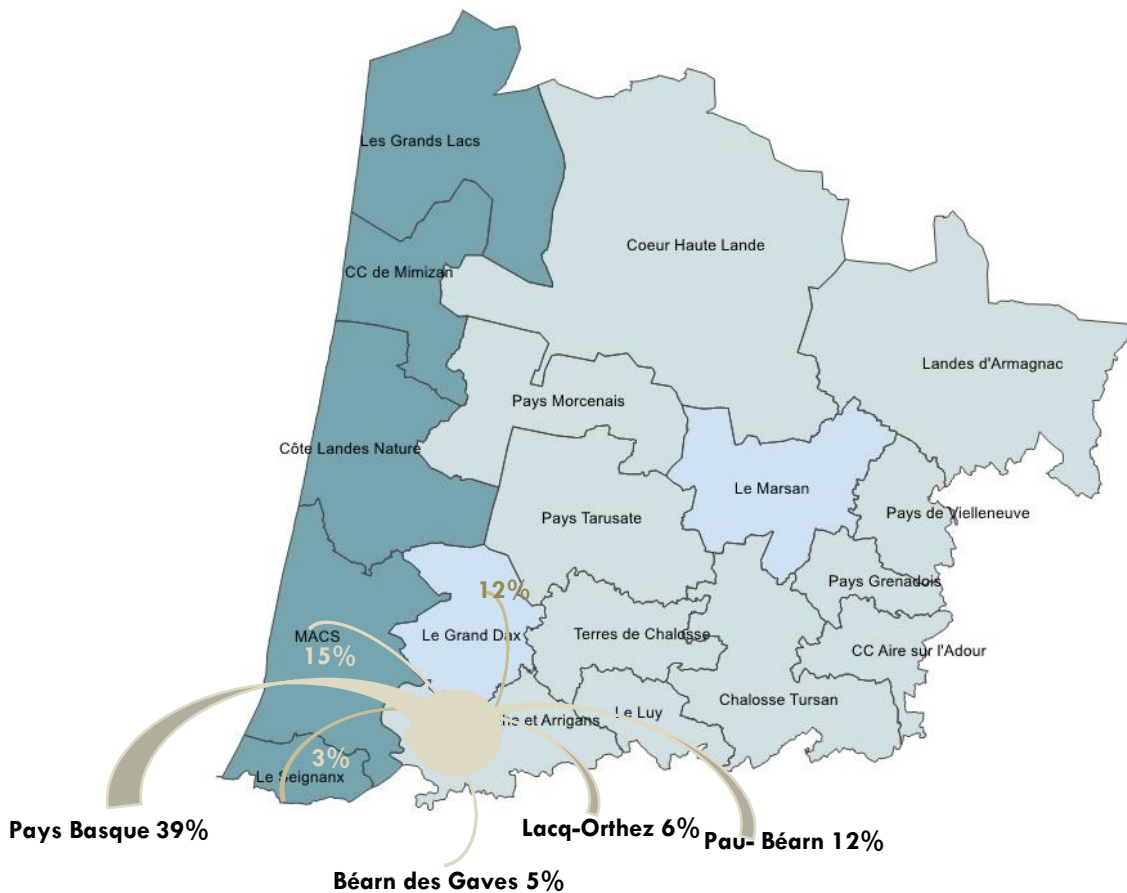 Les Grands Lacs
Coeur Haute Lande
CC de Mimizan
Landes d'Armagnac
Pays Morcenais
Côte Landes Nature
Le Marsan
Pays de Vielleneuve
Pays Tarusate
Pays Grenadois
12%
MACS
Le Grand Dax
Terres de Chalosse
CC Aire sur l'Adour
15%
Chalosse Tursan
Le Luy
et Arrigans
3%
Le Seignanx
Pays Basque 39%
Lacq-Orthez 6%
Pau- Béarn 12%
Béarn des Gaves 5%